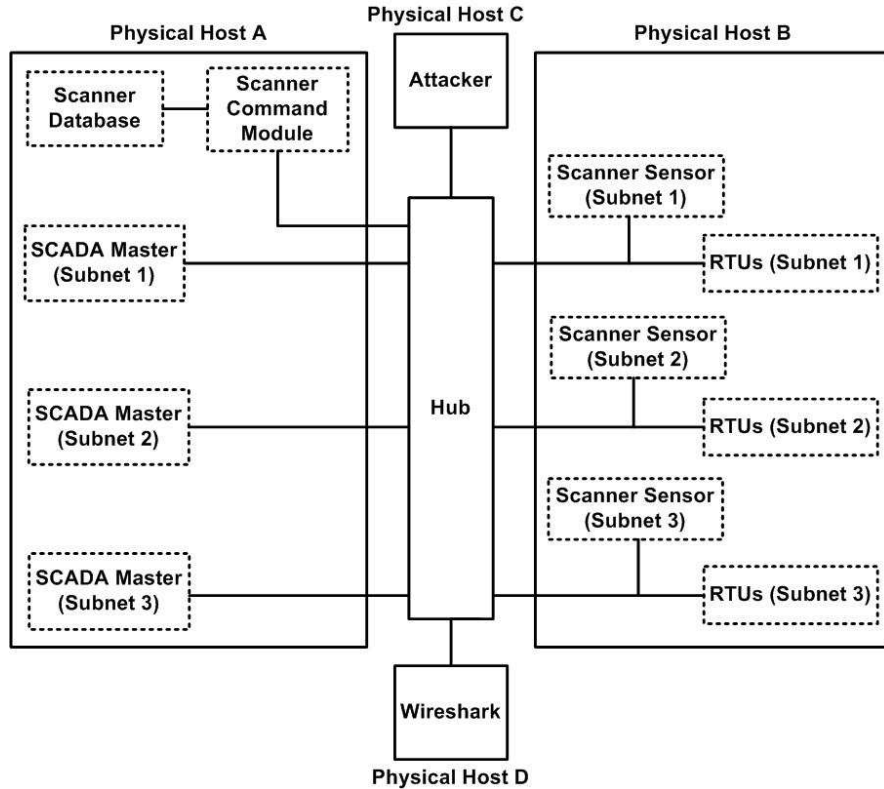 Physical Host C
Physical Host A
Physical Host B
Scanner
Database
Scanner
Command
Module
Attacker
Scanner Sensor
(Subnet 1)
SCADA Master
(Subnet 1)
RTUs (Subnet 1)
Scanner Sensor
(Subnet 2)
SCADA Master
(Subnet 2)
Hub
RTUs (Subnet 2)
Scanner Sensor
(Subnet 3)
SCADA Master
(Subnet 3)
RTUs (Subnet 3)
Wireshark
Physical Host D